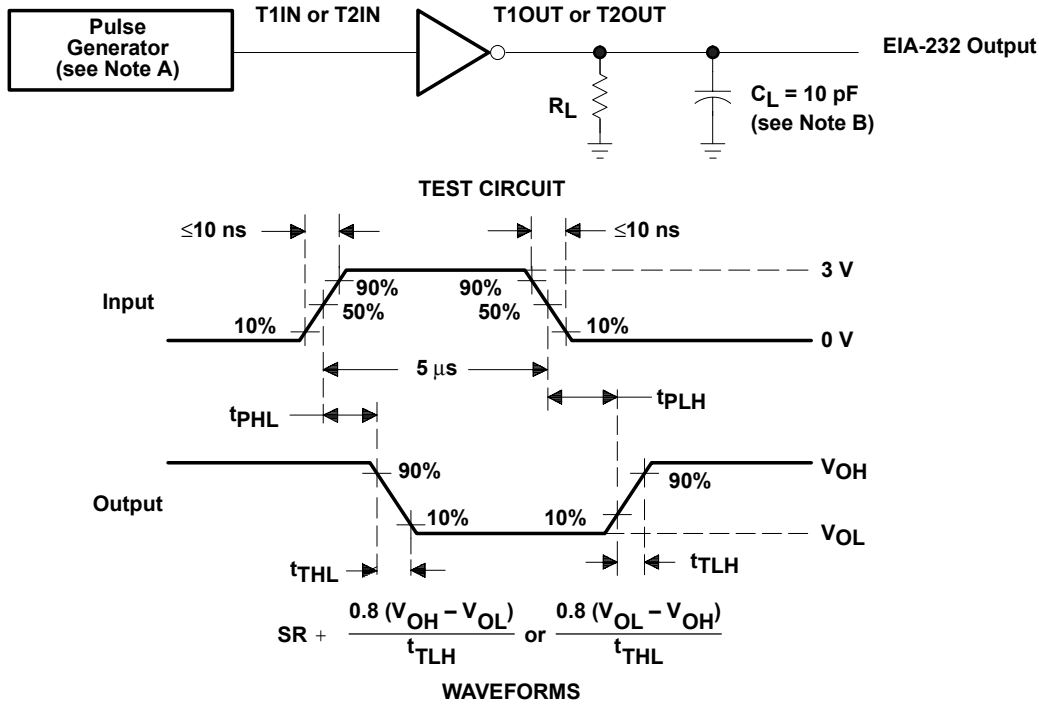 Pulse
Generator
(see Note A)
T1IN or T2IN
T1OUT or T2OUT
EIA-232 Output
RL
CL = 10 pF
(see Note B)
TEST CIRCUIT
≤10 ns
≤10 ns
Input
10%
90%
50%
90%
50%
10%
3 V
0 V
5 μs
tPHL
tPLH
Output
90%
10%
10%
90%
VOH
VOL
tTHL
tTLH
SR + 0.8 (VOH – VOL) / tTLH or 0.8 (VOL – VOH) / tTHL
WAVEFORMS